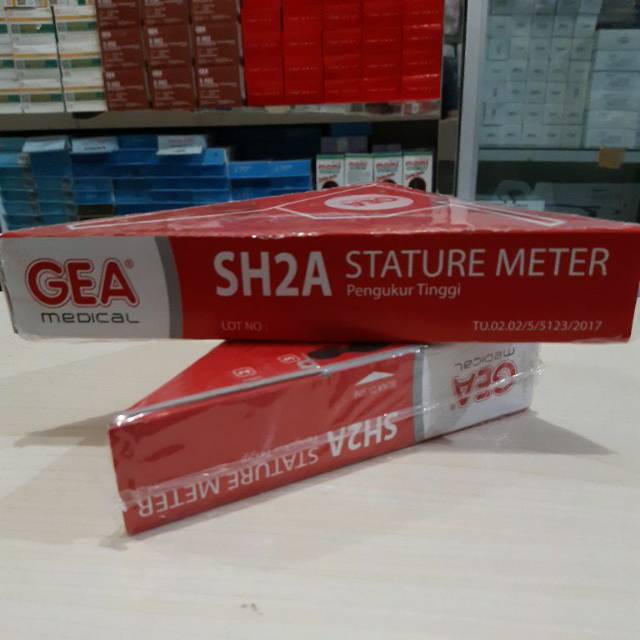 GEA®
medical
SH2A STATURE METER
Pengukur Tinggi
LOT NO :
TU.02.02/5/5123/2017
GEA®
medical
SH2A STATURE METER